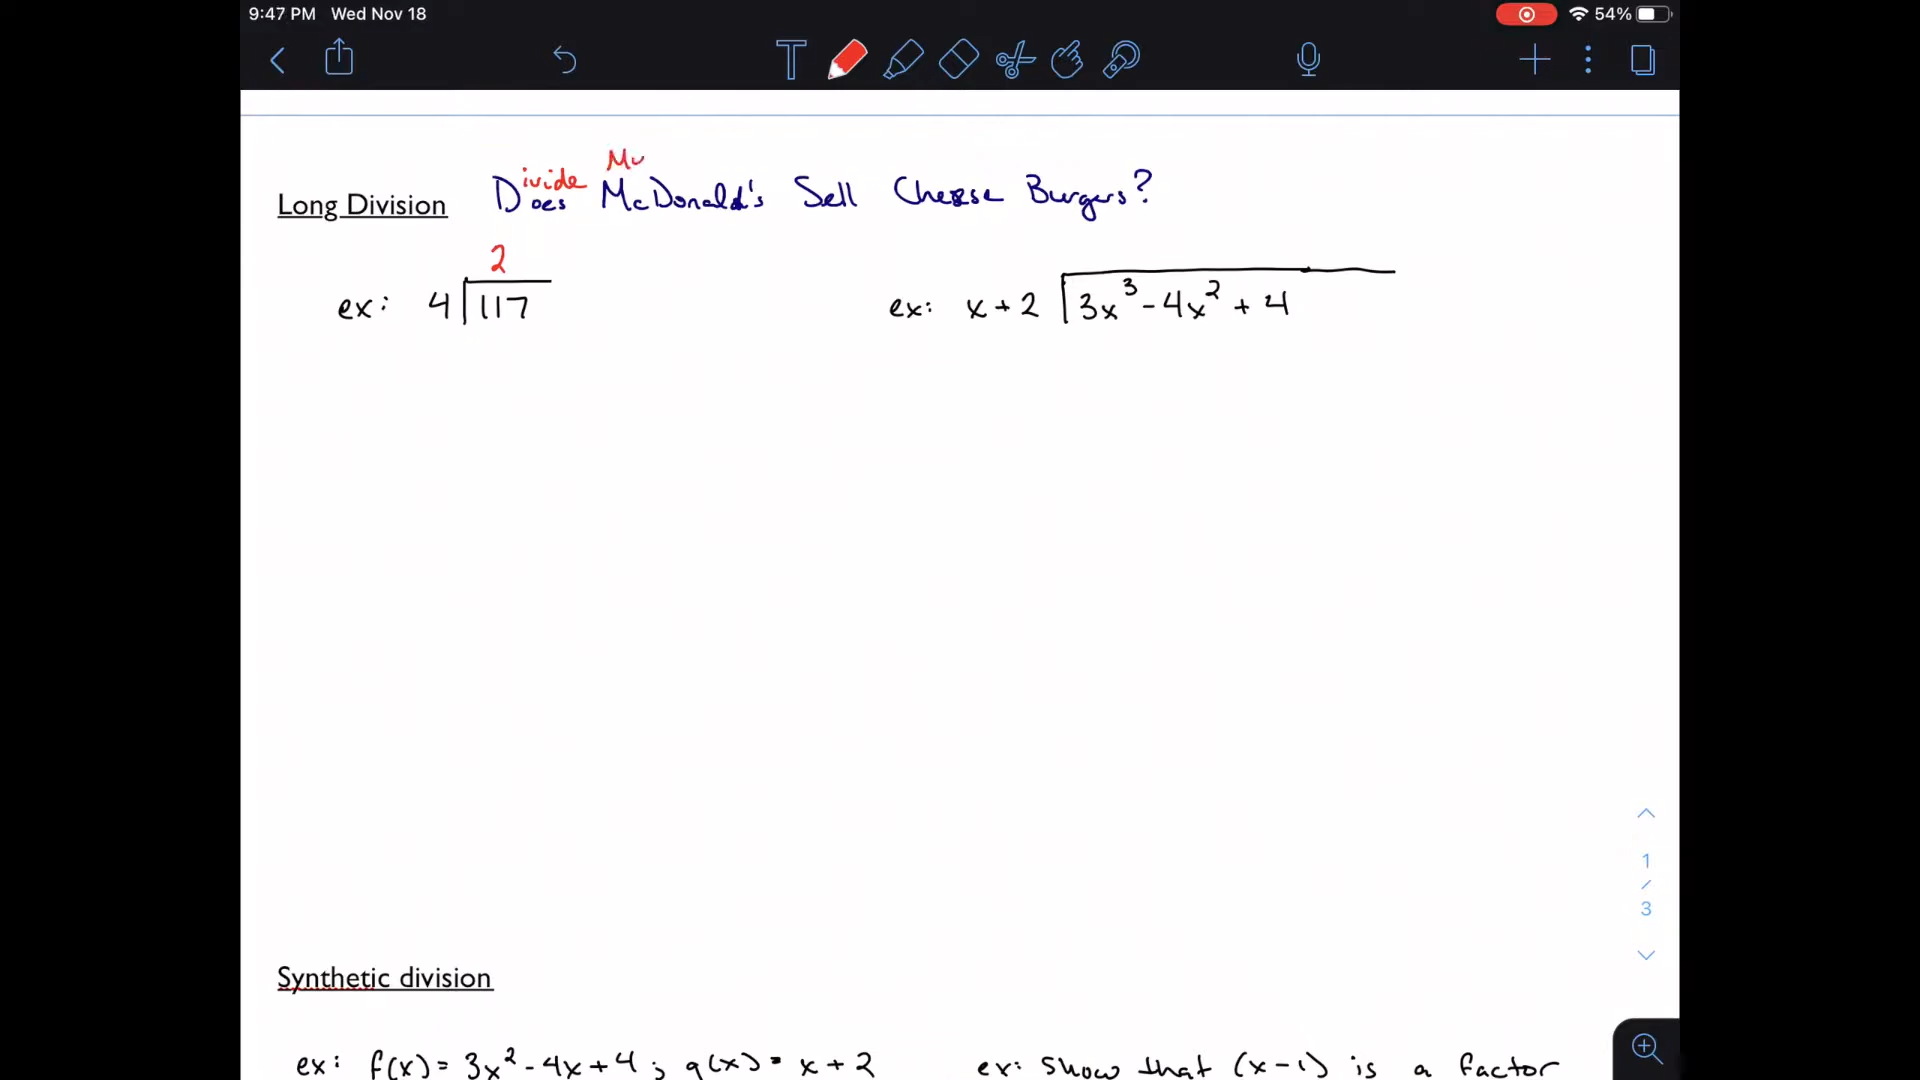 9:47 PM Wed Nov 18 54%
Mu
ivide
Long Division Does McDonald's Sell Cheese Burgers?
2
ex: 4 117 ex: x + 2 3x³ - 4x² + 4
1
/
3
Synthetic division
ex: f(x) = 3x² - 4x + 4 ; g(x) = x + 2 ex: show that (x-1) is a factor